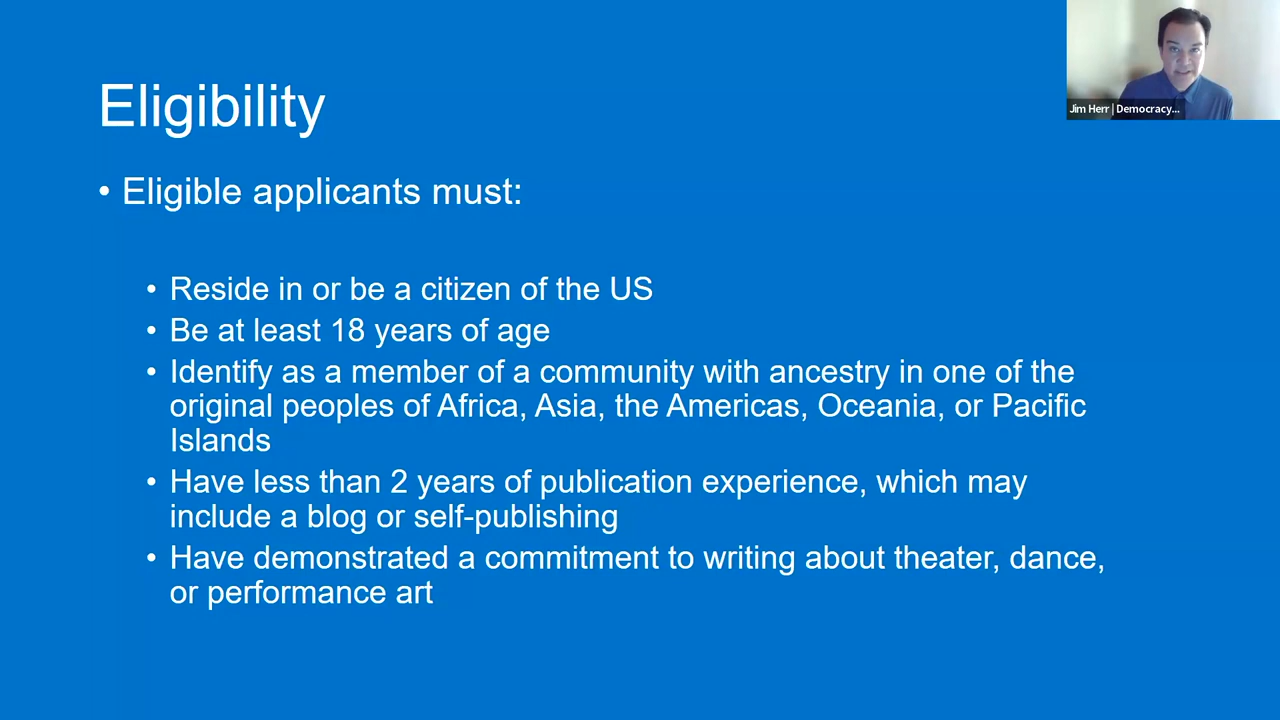 Eligibility
• Eligible applicants must:
• Reside in or be a citizen of the US
• Be at least 18 years of age
• Identify as a member of a community with ancestry in one of the
original peoples of Africa, Asia, the Americas, Oceania, or Pacific
Islands
• Have less than 2 years of publication experience, which may
include a blog or self-publishing
• Have demonstrated a commitment to writing about theater, dance,
or performance art
Jim Herr | Democracy...